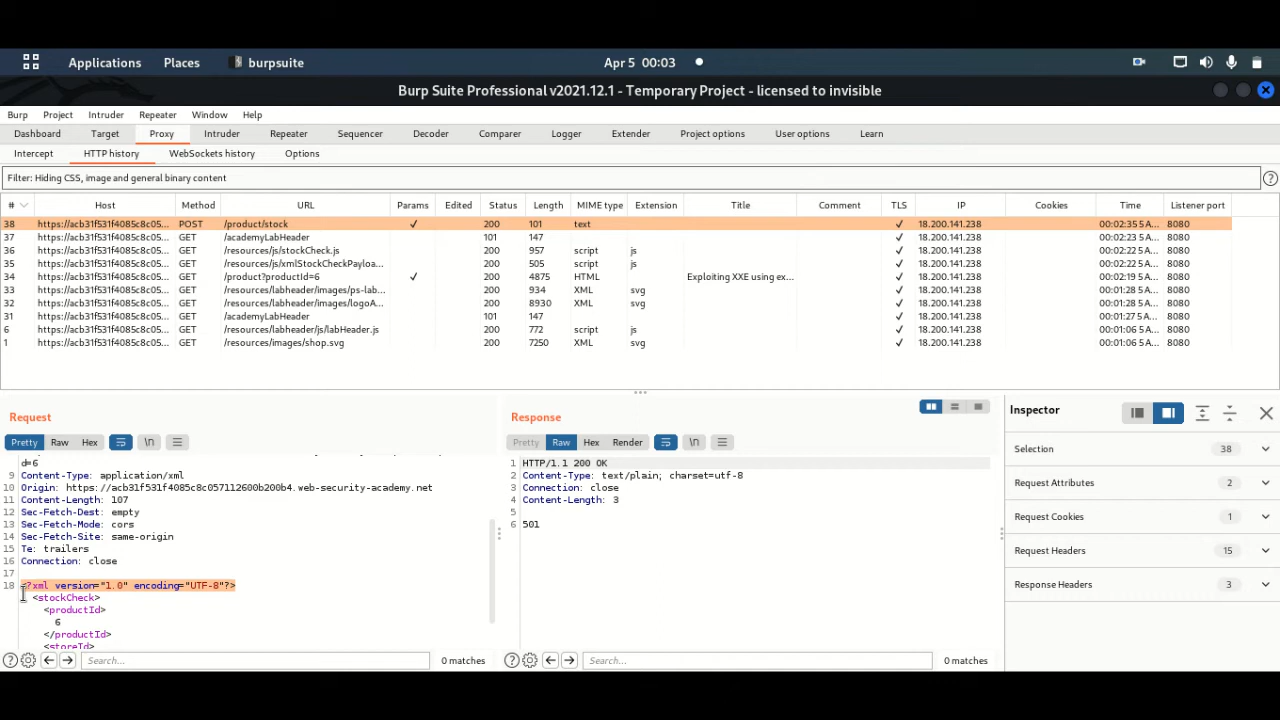 Applications Places burpsuite Apr 5 00:03
Burp Suite Professional v2021.12.1 - Temporary Project - licensed to invisible
Burp Project Intruder Repeater Window Help
Dashboard Target Proxy Intruder Repeater Sequencer Decoder Comparer Logger Extender Project options User options Learn
Intercept HTTP history WebSockets history Options
Filter: Hiding CSS, image and general binary content
# Host Method URL Params Edited Status Length MIME type Extension Title Comment TLS IP Cookies Time Listener port
38 https://acb31f531f4085c8c05... POST /product/stock ✓ 200 101 text ✓ 18.200.141.238 00:02:35 5 A... 8080
37 https://acb31f531f4085c8c05... GET /academyLabHeader 101 147 ✓ 18.200.141.238 00:02:23 5 A... 8080
36 https://acb31f531f4085c8c05... GET /resources/js/stockCheck.js 200 957 script js ✓ 18.200.141.238 00:02:22 5 A... 8080
35 https://acb31f531f4085c8c05... GET /resources/js/xmlStockCheckPayloa... 200 505 script js ✓ 18.200.141.238 00:02:22 5 A... 8080
34 https://acb31f531f4085c8c05... GET /product?productId=6 ✓ 200 4875 HTML Exploiting XXE using ex... ✓ 18.200.141.238 00:02:19 5 A... 8080
33 https://acb31f531f4085c8c05... GET /resources/labheader/images/ps-lab... 200 934 XML svg ✓ 18.200.141.238 00:01:28 5 A... 8080
32 https://acb31f531f4085c8c05... GET /resources/labheader/images/logoA... 200 8930 XML svg ✓ 18.200.141.238 00:01:28 5 A... 8080
31 https://acb31f531f4085c8c05... GET /academyLabHeader 101 147 ✓ 18.200.141.238 00:01:27 5 A... 8080
6 https://acb31f531f4085c8c05... GET /resources/labheader/js/labHeader.js 200 772 script js ✓ 18.200.141.238 00:01:06 5 A... 8080
1 https://acb31f531f4085c8c05... GET /resources/images/shop.svg 200 7250 XML svg ✓ 18.200.141.238 00:01:06 5 A... 8080
Request
Pretty Raw Hex \n
d=6
9 Content-Type: application/xml
10 Origin: https://acb31f531f4085c8c057112600b200b4.web-security-academy.net
11 Content-Length: 107
12 Sec-Fetch-Dest: empty
13 Sec-Fetch-Mode: cors
14 Sec-Fetch-Site: same-origin
15 Te: trailers
16 Connection: close
17
18 <?xml version="1.0" encoding="UTF-8"?>
<stockCheck>
<productId>
6
</productId>
<storeId>
Search... 0 matches
Response
Pretty Raw Hex Render \n
1 HTTP/1.1 200 OK
2 Content-Type: text/plain; charset=utf-8
3 Connection: close
4 Content-Length: 3
5
6 501
Search... 0 matches
Inspector
Selection 38
Request Attributes 2
Request Cookies 1
Request Headers 15
Response Headers 3